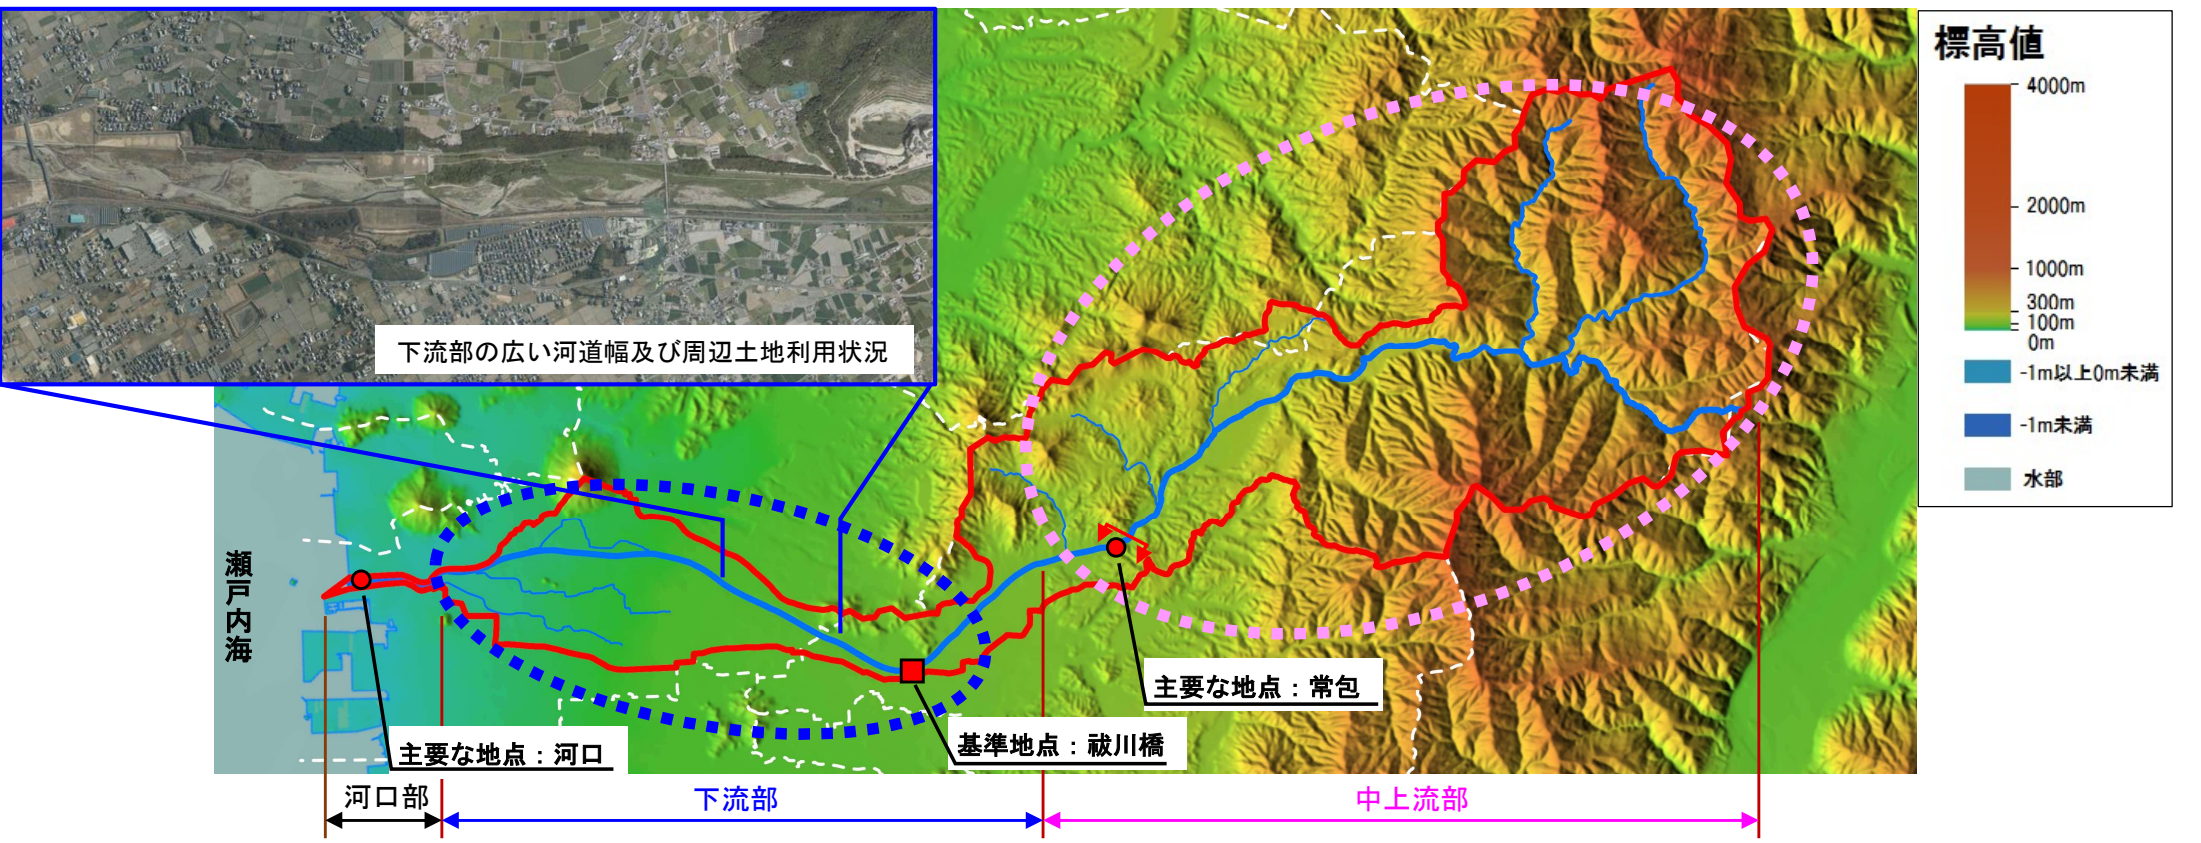 下流部の広い河道幅及び周辺土地利用状況
標高値
4000m
2000m
1000m
300m
100m
0m
-1m以上0m未満
-1m未満
水部
瀬戸内海
主要な地点：常包
基準地点：祓川橋
主要な地点：河口
河口部
下流部
中上流部